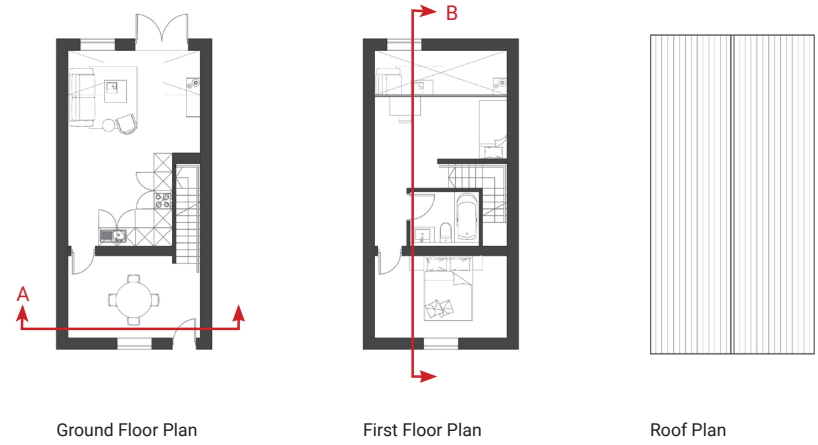 B
A
Ground Floor Plan
First Floor Plan
Roof Plan